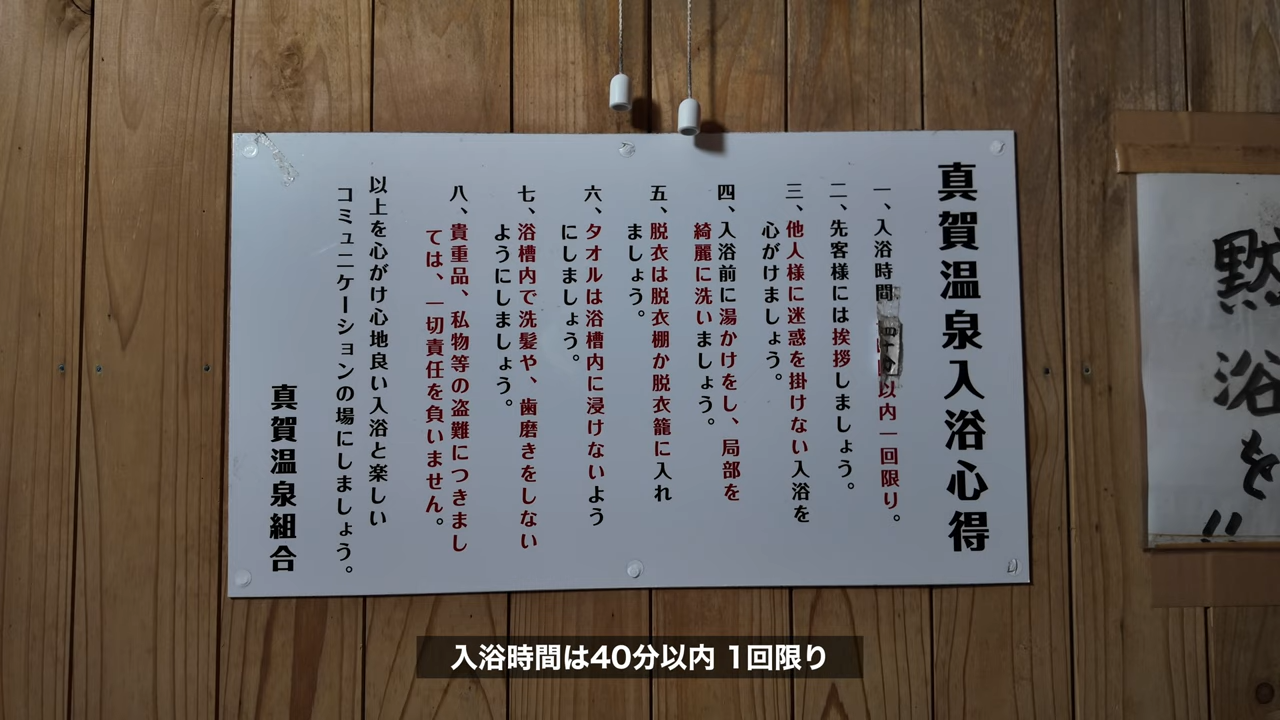 真賀温泉入浴心得
一、入浴時間は四十分以内一回限り。
二、先客様には挨拶しましょう。
三、他人様に迷惑を掛けない入浴を
心がけましょう。
四、入浴前に湯かけをし、局部を
綺麗に洗いましょう。
五、脱衣は脱衣棚か脱衣籠に入れ
ましょう。
六、タオルは浴槽内に浸けないよう
にしましょう。
七、浴槽内で洗髪や、歯磨きをしない
ようにしましょう。
八、貴重品、私物等の盗難につきまし
ては、一切責任を負いません。
以上を心がけ心地良い入浴と楽しい
コミュニケーションの場にしましょう。
真賀温泉組合
黙浴を!!
入浴時間は40分以内 1回限り